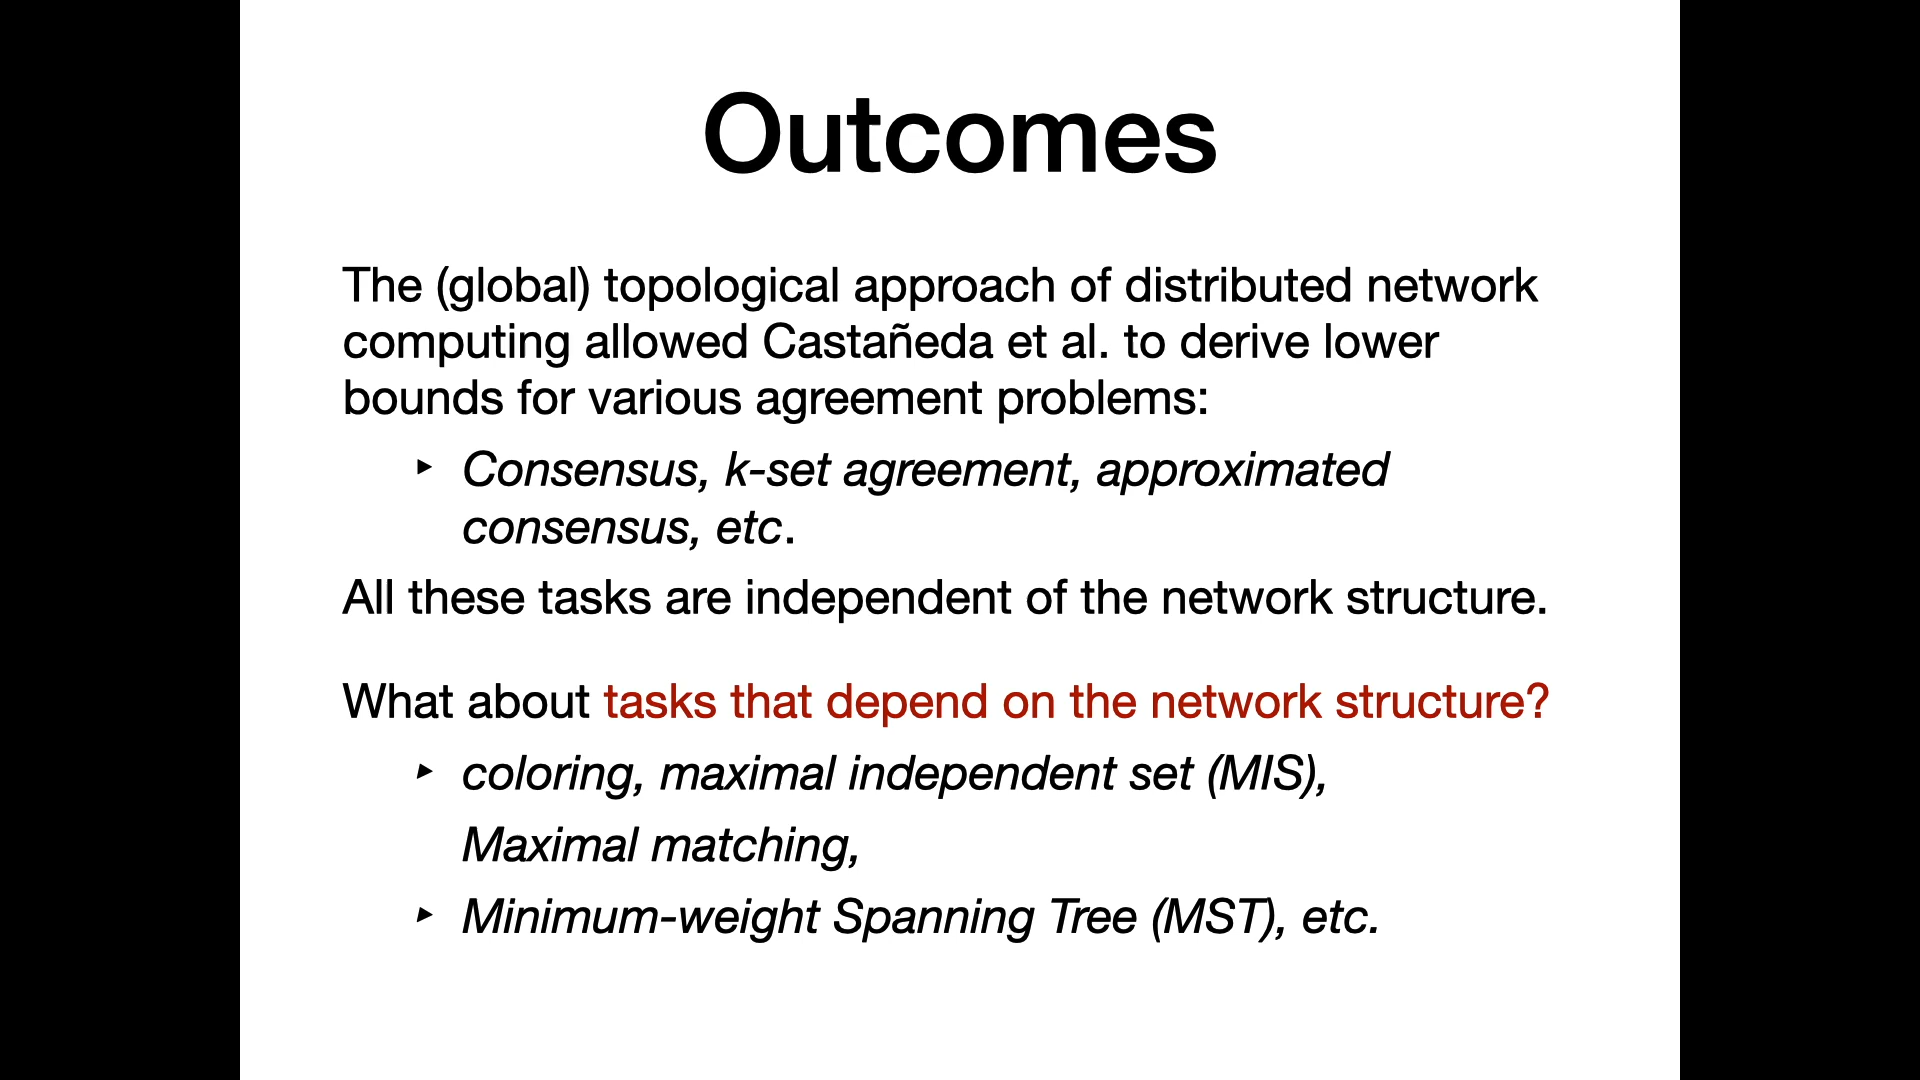 Outcomes
The (global) topological approach of distributed network
computing allowed Castañeda et al. to derive lower
bounds for various agreement problems:
‣ Consensus, k-set agreement, approximated
consensus, etc.
All these tasks are independent of the network structure.
What about tasks that depend on the network structure?
‣ coloring, maximal independent set (MIS),
Maximal matching,
‣ Minimum-weight Spanning Tree (MST), etc.